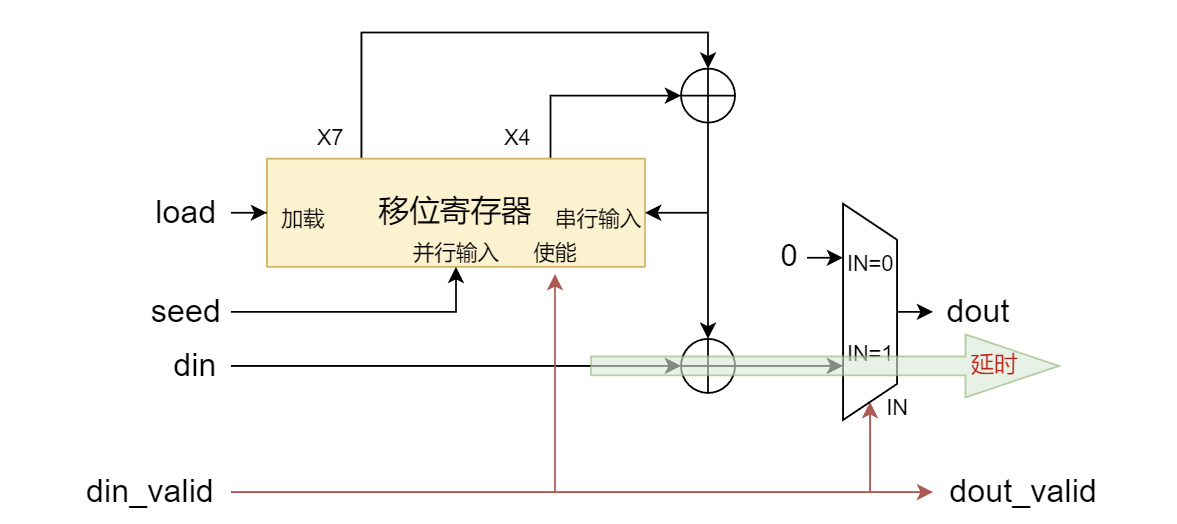 X7
X4
load
加载
移位寄存器
串行输入
并行输入
使能
0
IN=0
seed
dout
din
IN=1
延时
IN
din_valid
dout_valid